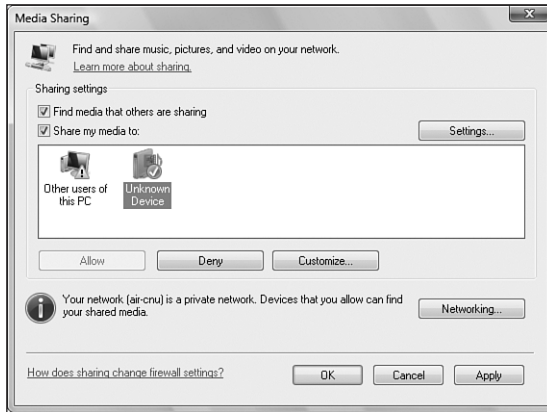 Media Sharing
Find and share music, pictures, and video on your network.
Learn more about sharing.
Sharing settings
Find media that others are sharing
Share my media to:
Settings...
Other users of
this PC
Unknown
Device
Allow
Deny
Customize...
Your network (air-cnu) is a private network. Devices that you allow can find
your shared media.
Networking...
How does sharing change firewall settings?
OK
Cancel
Apply